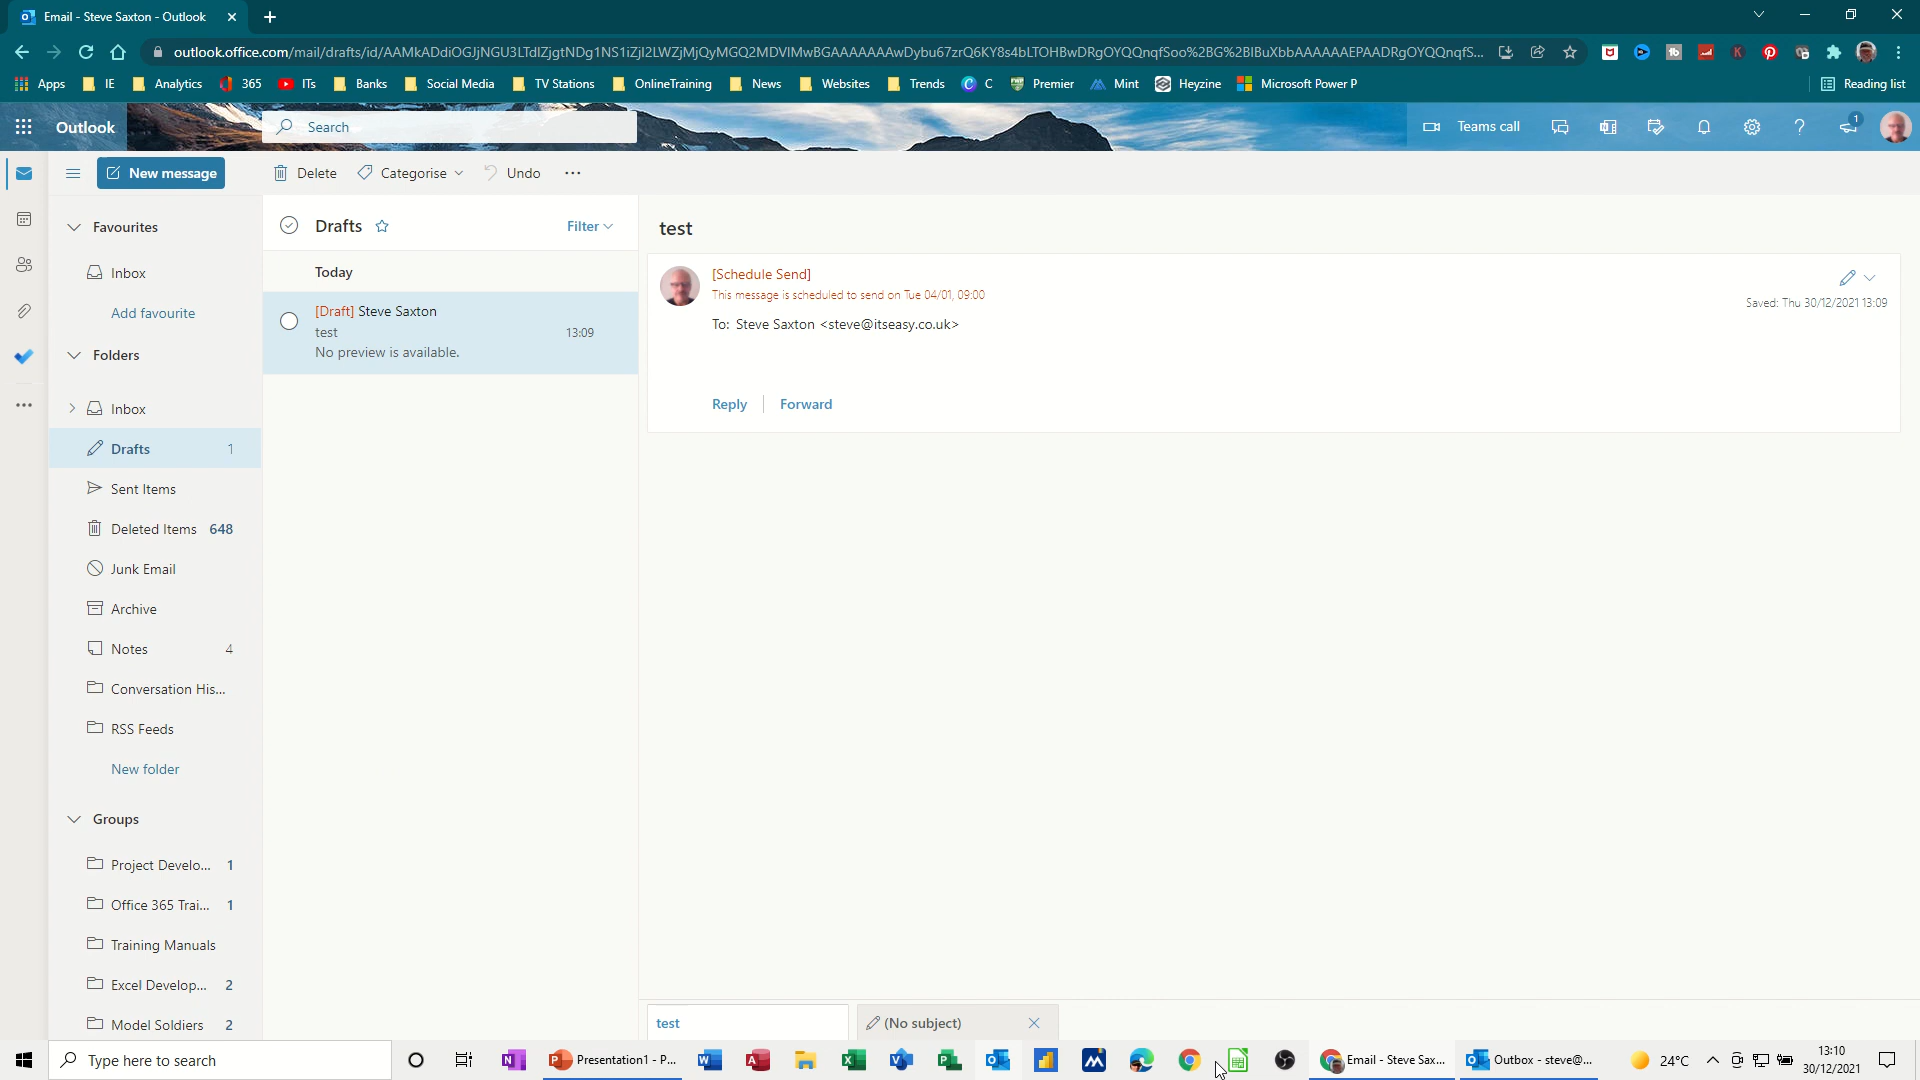 Email - Steve Saxton - Outlook
outlook.office.com/mail/drafts/id/
Apps IE Analytics 365 ITs Banks Social Media TV Stations OnlineTraining News Websites Trends C Premier Mint Heyzine Microsoft Power P Reading list
Outlook Search Teams call 1
New message Delete Categorise Undo
Favourites
Inbox
Add favourite
Folders
Inbox
Drafts 1
Sent Items
Deleted Items 648
Junk Email
Archive
Notes 4
Conversation His...
RSS Feeds
New folder
Groups
Project Develo... 1
Office 365 Trai... 1
Training Manuals
Excel Develop... 2
Model Soldiers 2
Drafts Filter
Today
[Draft] Steve Saxton
test 13:09
No preview is available.
test
[Schedule Send]
This message is scheduled to send on Tue 04/01, 09:00
Saved: Thu 30/12/2021 13:09
To: Steve Saxton <steve@itseasy.co.uk>
Reply Forward
test (No subject)
Type here to search Presentation1 - P... Email - Steve Sax... Outbox - steve@... 24°C 13:10
30/12/2021